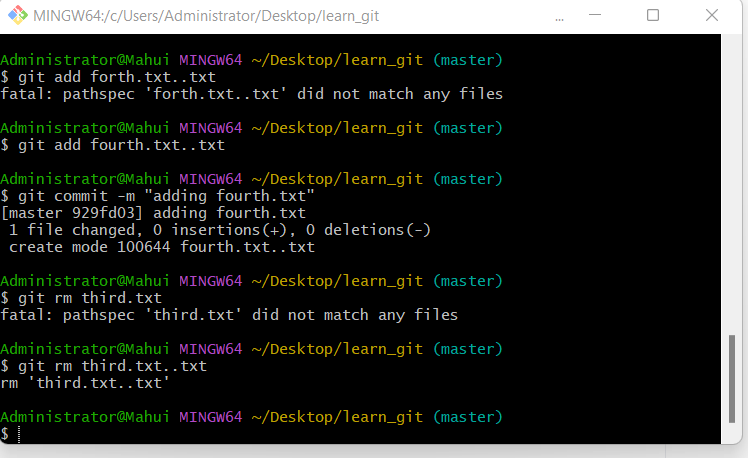 MINGW64:/c/Users/Administrator/Desktop/learn_git ...
Administrator@Mahui MINGW64 ~/Desktop/learn_git (master)
$ git add forth.txt..txt
fatal: pathspec 'forth.txt..txt' did not match any files
Administrator@Mahui MINGW64 ~/Desktop/learn_git (master)
$ git add fourth.txt..txt
Administrator@Mahui MINGW64 ~/Desktop/learn_git (master)
$ git commit -m "adding fourth.txt"
[master 929fd03] adding fourth.txt
 1 file changed, 0 insertions(+), 0 deletions(-)
 create mode 100644 fourth.txt..txt
Administrator@Mahui MINGW64 ~/Desktop/learn_git (master)
$ git rm third.txt
fatal: pathspec 'third.txt' did not match any files
Administrator@Mahui MINGW64 ~/Desktop/learn_git (master)
$ git rm third.txt..txt
rm 'third.txt..txt'
Administrator@Mahui MINGW64 ~/Desktop/learn_git (master)
$